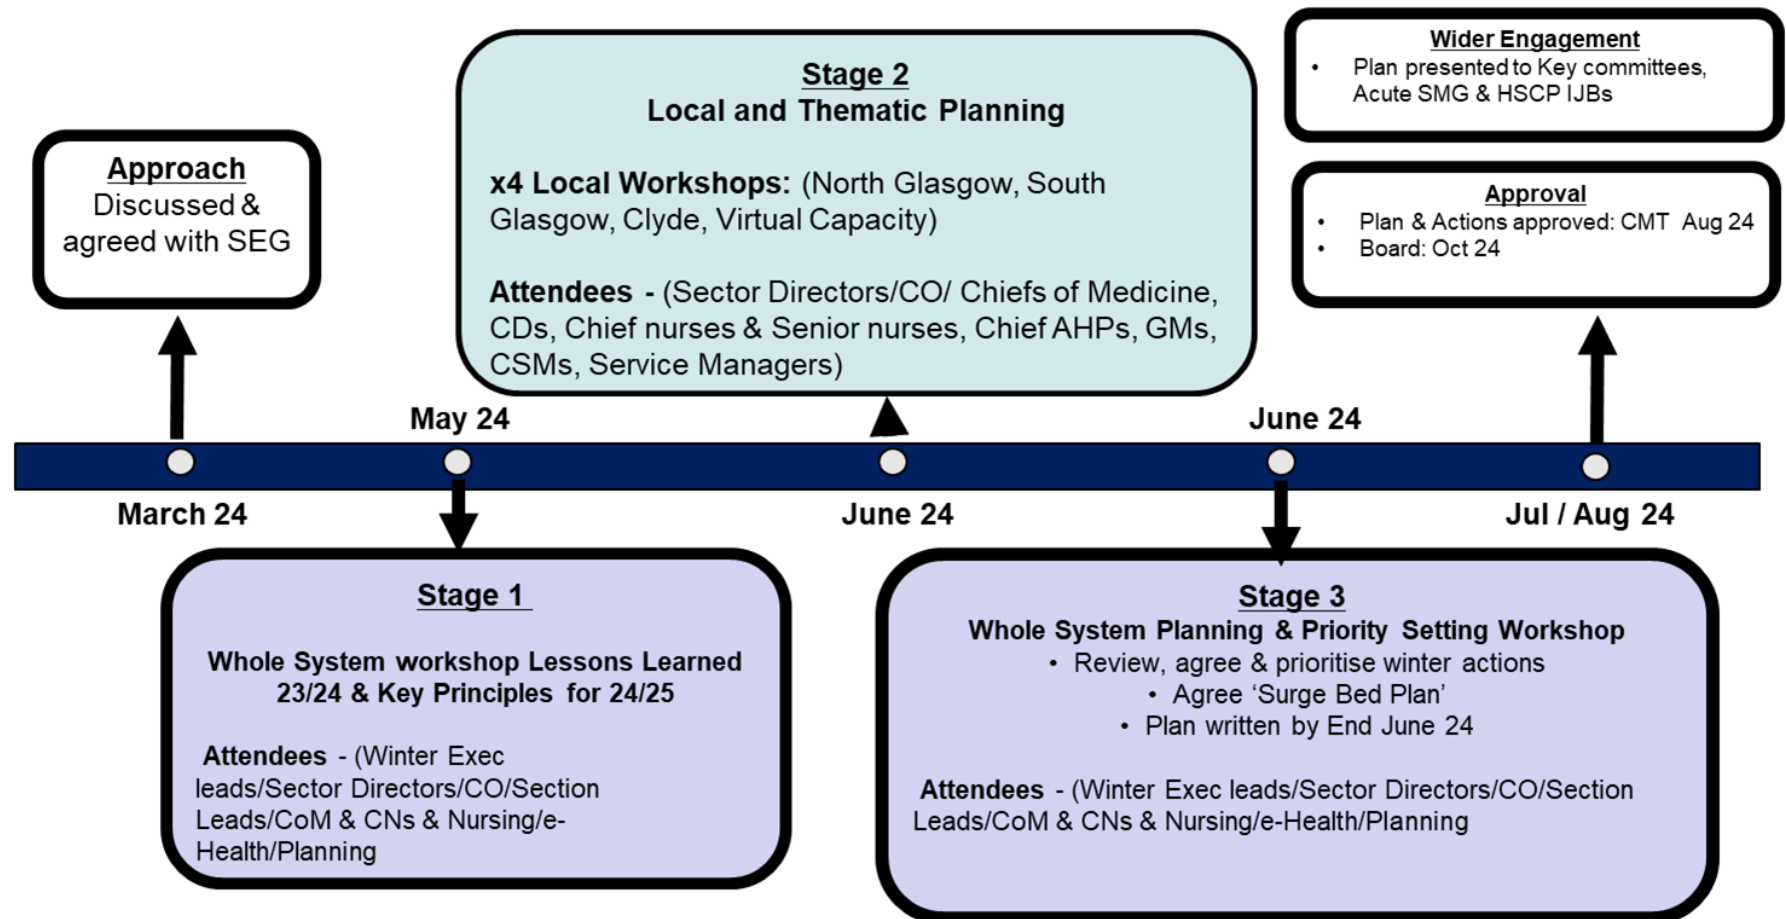 Approach
Discussed &
agreed with SEG
Stage 2
Local and Thematic Planning
x4 Local Workshops: (North Glasgow, South
Glasgow, Clyde, Virtual Capacity)
Attendees - (Sector Directors/CO/ Chiefs of Medicine,
CDs, Chief nurses & Senior nurses, Chief AHPs, GMs,
CSMs, Service Managers)
Wider Engagement
• Plan presented to Key committees,
Acute SMG & HSCP IJBs
Approval
• Plan & Actions approved: CMT Aug 24
• Board: Oct 24
May 24
June 24
March 24
June 24
Jul / Aug 24
Stage 1
Whole System workshop Lessons Learned
23/24 & Key Principles for 24/25
Attendees - (Winter Exec
leads/Sector Directors/CO/Section
Leads/CoM & CNs & Nursing/e-
Health/Planning
Stage 3
Whole System Planning & Priority Setting Workshop
• Review, agree & prioritise winter actions
• Agree ‘Surge Bed Plan’
• Plan written by End June 24
Attendees - (Winter Exec leads/Sector Directors/CO/Section
Leads/CoM & CNs & Nursing/e-Health/Planning